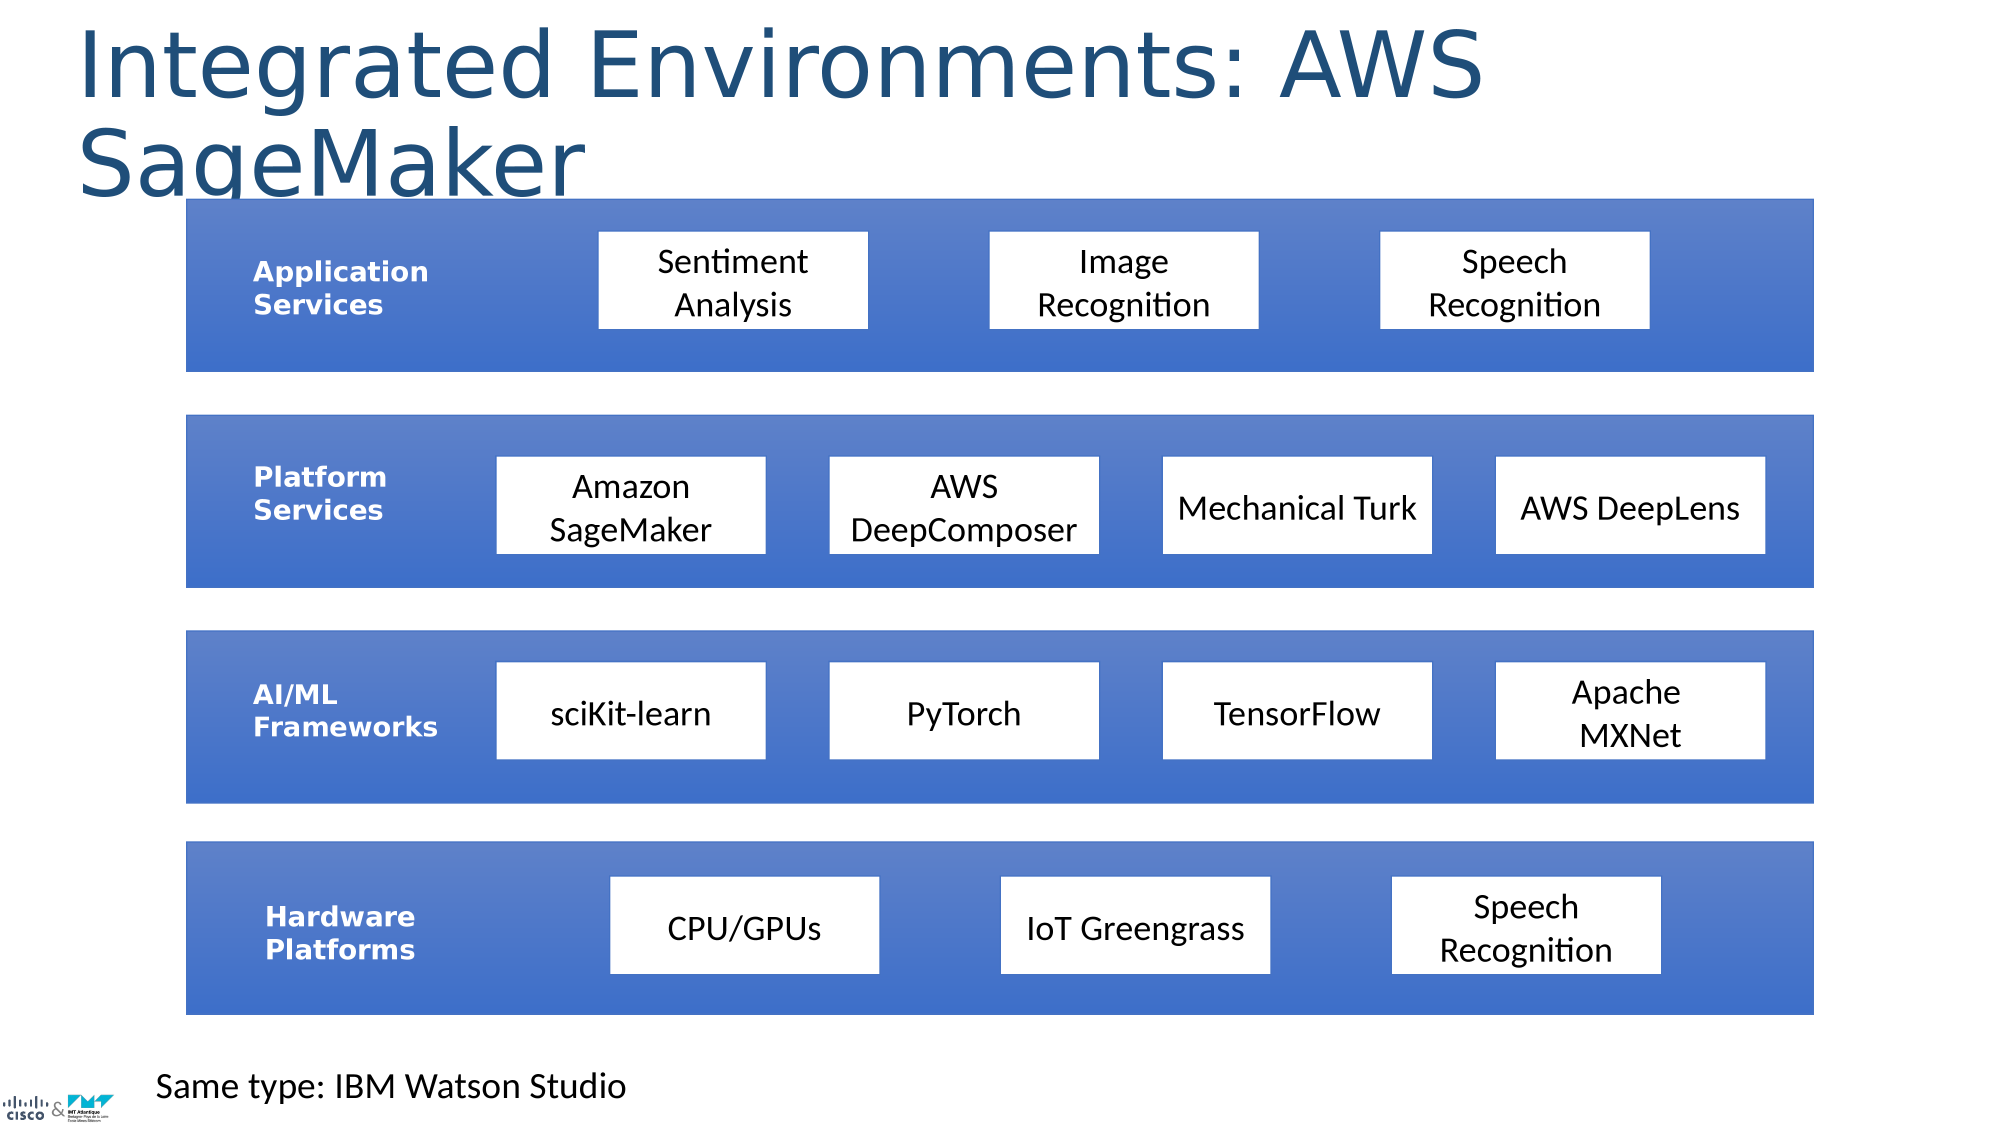 Integrated Environments: AWS
SageMaker
Application
Services
Sentiment
Analysis
Image
Recognition
Speech
Recognition
Platform
Services
Amazon
SageMaker
AWS
DeepComposer
Mechanical Turk
AWS DeepLens
AI/ML
Frameworks
sciKit-learn
PyTorch
TensorFlow
Apache
MXNet
Hardware
Platforms
CPU/GPUs
IoT Greengrass
Speech
Recognition
Same type: IBM Watson Studio
CISCO
&
IMT Atlantique